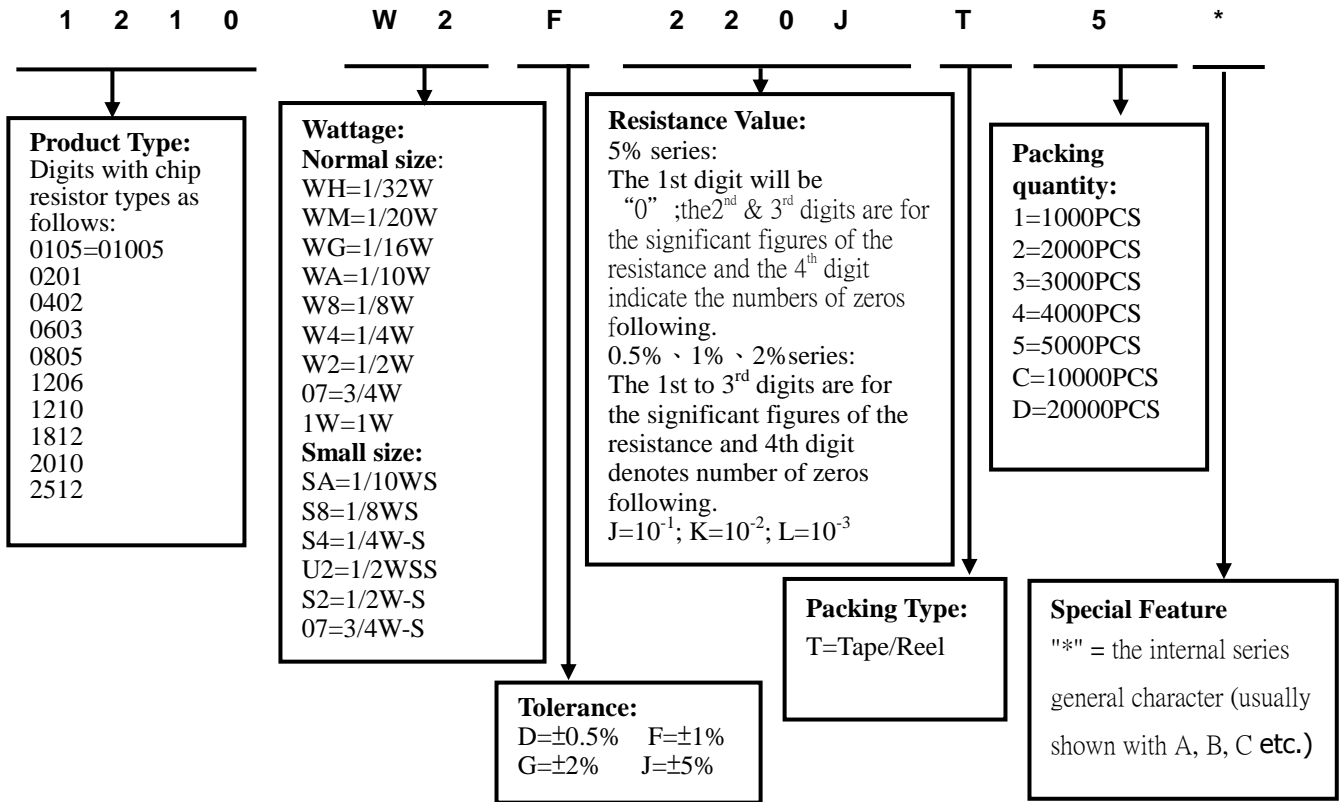 1 2 1 0 W 2 F 2 2 0 J T 5 *
Product Type:
Digits with chip
resistor types as
follows:
0105=01005
0201
0402
0603
0805
1206
1210
1812
2010
2512
Wattage:
Normal size:
WH=1/32W
WM=1/20W
WG=1/16W
WA=1/10W
W8=1/8W
W4=1/4W
W2=1/2W
07=3/4W
1W=1W
Small size:
SA=1/10WS
S8=1/8WS
S4=1/4W-S
U2=1/2WSS
S2=1/2W-S
07=3/4W-S
Tolerance:
D=±0.5% F=±1%
G=±2% J=±5%
Resistance Value:
5% series:
The 1st digit will be
“0” ;the2nd & 3rd digits are for
the significant figures of the
resistance and the 4th digit
indicate the numbers of zeros
following.
0.5%、1%、2%series:
The 1st to 3rd digits are for
the significant figures of the
resistance and 4th digit
denotes number of zeros
following.
J=10-1; K=10-2; L=10-3
Packing Type:
T=Tape/Reel
Packing
quantity:
1=1000PCS
2=2000PCS
3=3000PCS
4=4000PCS
5=5000PCS
C=10000PCS
D=20000PCS
Special Feature
"*" = the internal series
general character (usually
shown with A, B, C etc.)